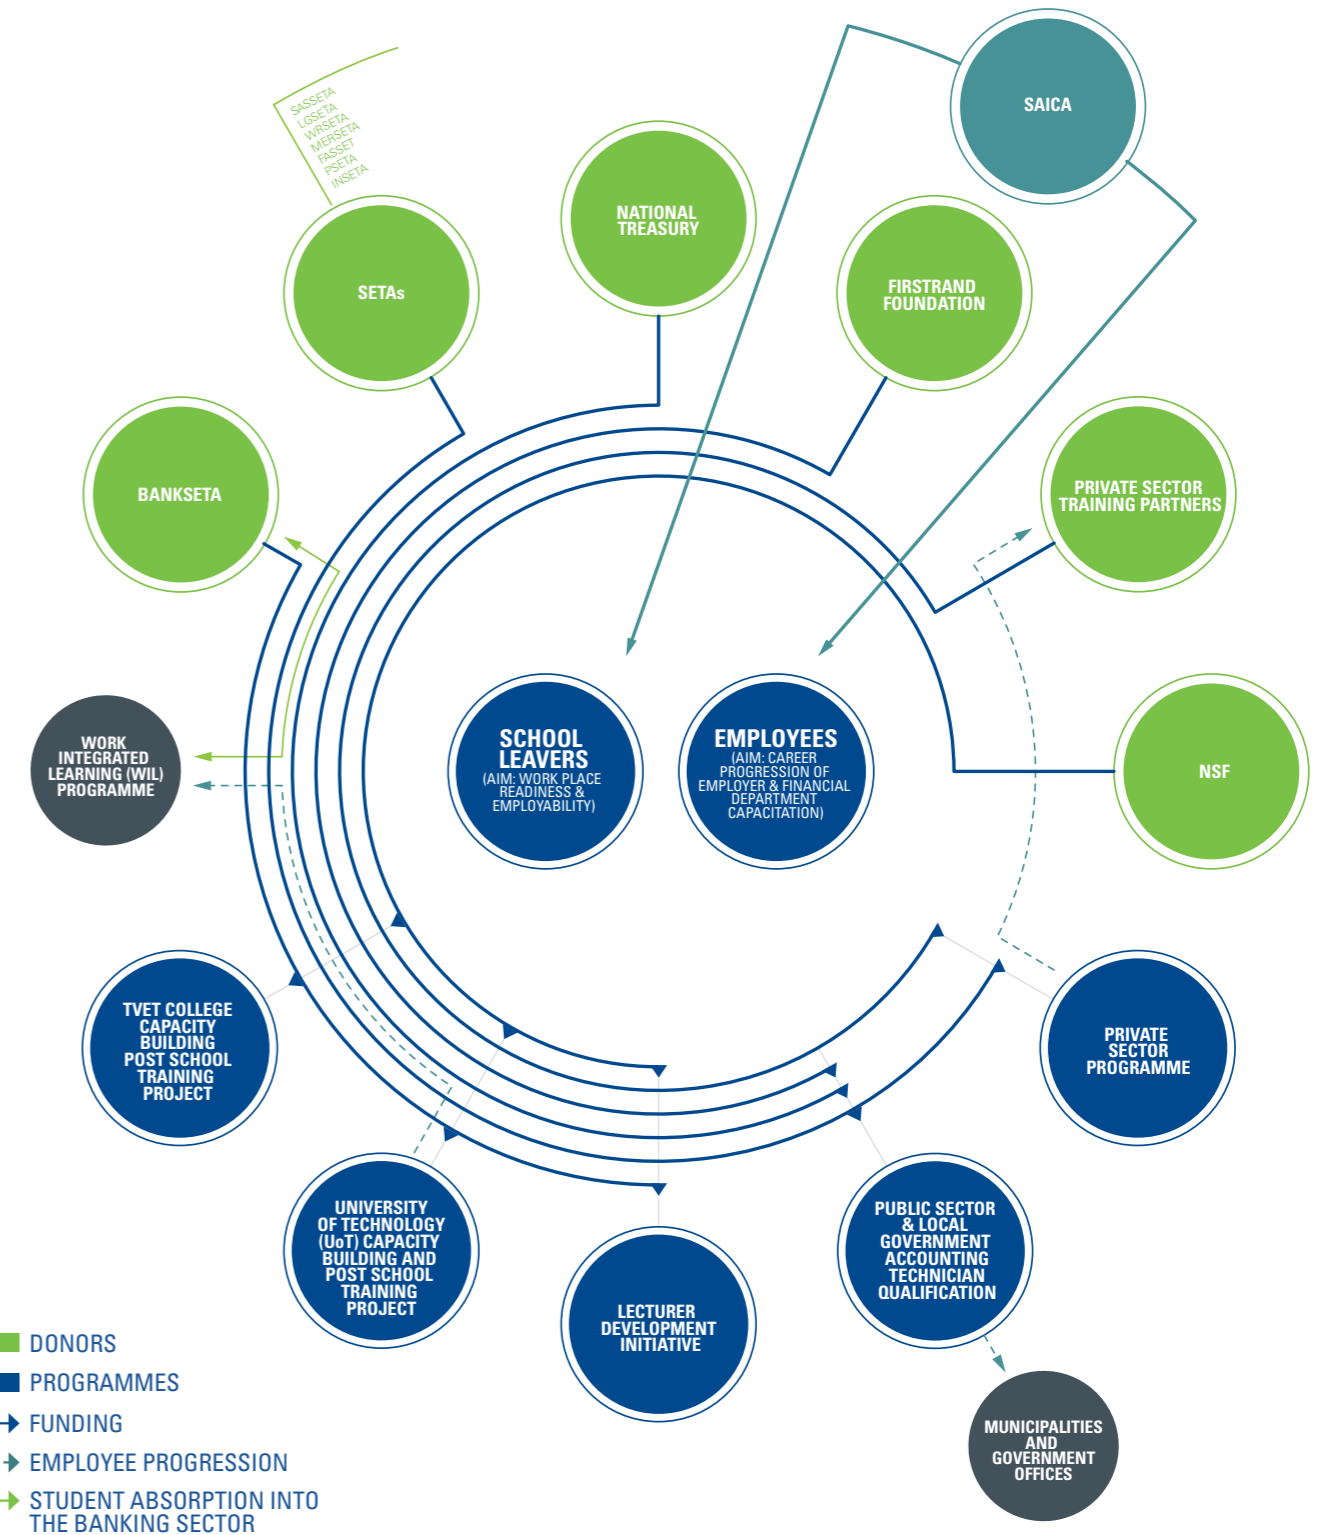 SAICA
SASSETA
LGSETA
WRSETA
MERSETA
FASSET
PSETA
INSETA
NATIONAL
TREASURY
SETAs
FIRSTRAND
FOUNDATION
BANKSETA
PRIVATE SECTOR
TRAINING PARTNERS
WORK
INTEGRATED
LEARNING (WIL)
PROGRAMME
SCHOOL
LEAVERS
(AIM: WORK PLACE
READINESS &
EMPLOYABILITY)
EMPLOYEES
(AIM: CAREER
PROGRESSION OF
EMPLOYER & FINANCIAL
DEPARTMENT
CAPACITATION)
NSF
TVET COLLEGE
CAPACITY
BUILDING
POST SCHOOL
TRAINING
PROJECT
PRIVATE
SECTOR
PROGRAMME
UNIVERSITY
OF TECHNOLOGY
(UoT) CAPACITY
BUILDING AND
POST SCHOOL
TRAINING
PROJECT
LECTURER
DEVELOPMENT
INITIATIVE
PUBLIC SECTOR
& LOCAL
GOVERNMENT
ACCOUNTING
TECHNICIAN
QUALIFICATION
MUNICIPALITIES
AND
GOVERNMENT
OFFICES
DONORS
PROGRAMMES
FUNDING
EMPLOYEE PROGRESSION
STUDENT ABSORPTION INTO
THE BANKING SECTOR